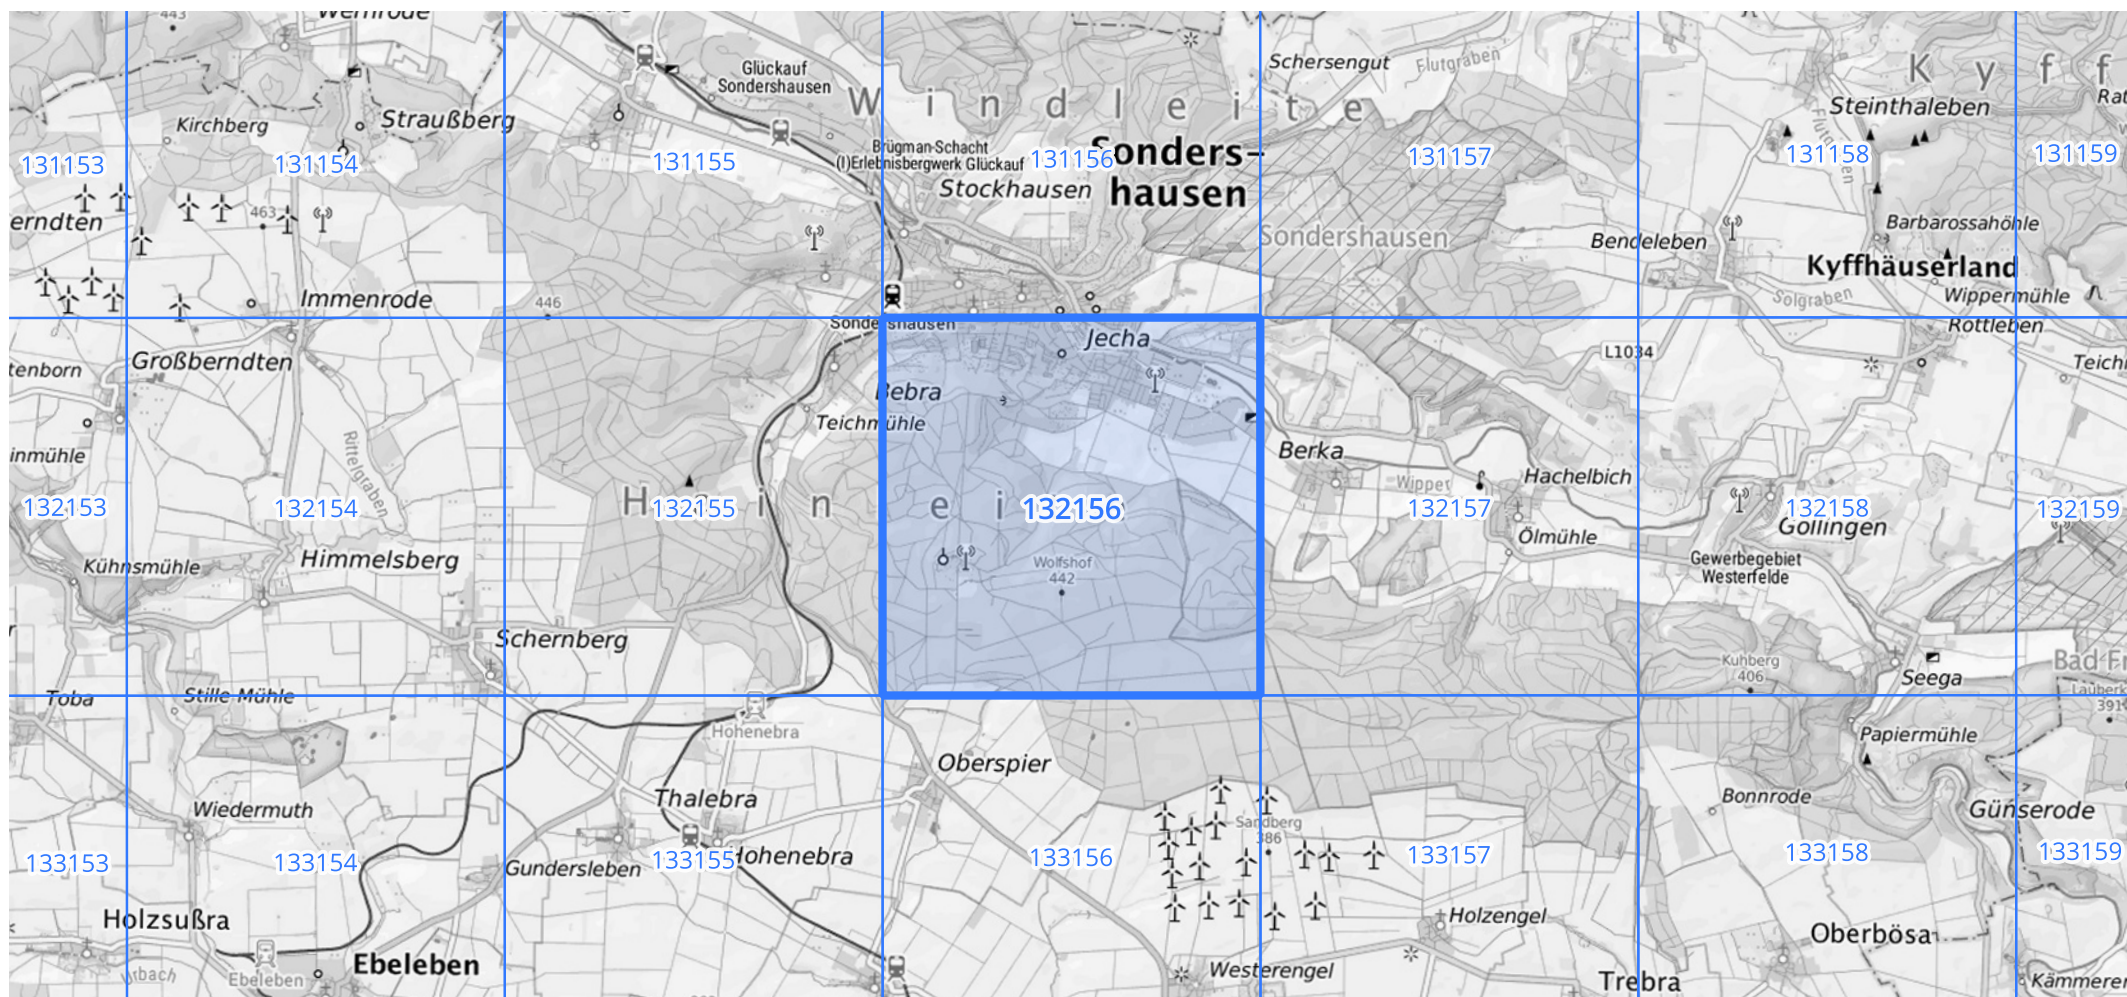 443
Wernrode
Glückauf
Sondershausen
Schersengut
Flutgraben
K y f f
W i n d l e i t e
Steinthaleben
Straußberg
Kirchberg
Brügman-Schacht
(I)Erlebnisbergwerk Glückauf
Sonders-
hausen
Stockhausen
131153
131154
131155
131156
131157
131158
131159
463
erndten
Sondershausen
Bendeleben
Barbarossahöhle
Kyffhäuserland
Wippermühle
Solgraben
Immenrode
446
Sondershausen
Jecha
Rottleben
L1034
Großberndten
tenborn
Bebra
Teichmühle
Teichr
Rittelgraben
inmühle
Berka
Wipper
Hachelbich
H a i n l e i t e
132153
132154
132155
132156
132157
132158
132159
Göllingen
Ölmühle
Gewerbegebiet
Westerfelde
Kühnsmühle
Himmelsberg
Wolfshof
442
Schernberg
Kuhberg
406
Seega
Bad Fr
Toba
Stille Mühle
Hohenebra
Papiermühle
391
Oberspier
Thalebra
Wiedermuth
Sandberg
386
Bonnrode
Günserode
133153
133154
133155
133156
133157
133158
133159
Gundersleben
Hohenebra
Holzsußra
Holzengel
Oberbösa
Ebeleben
Ebeleben
Westerengel
Trebra
Kämmere